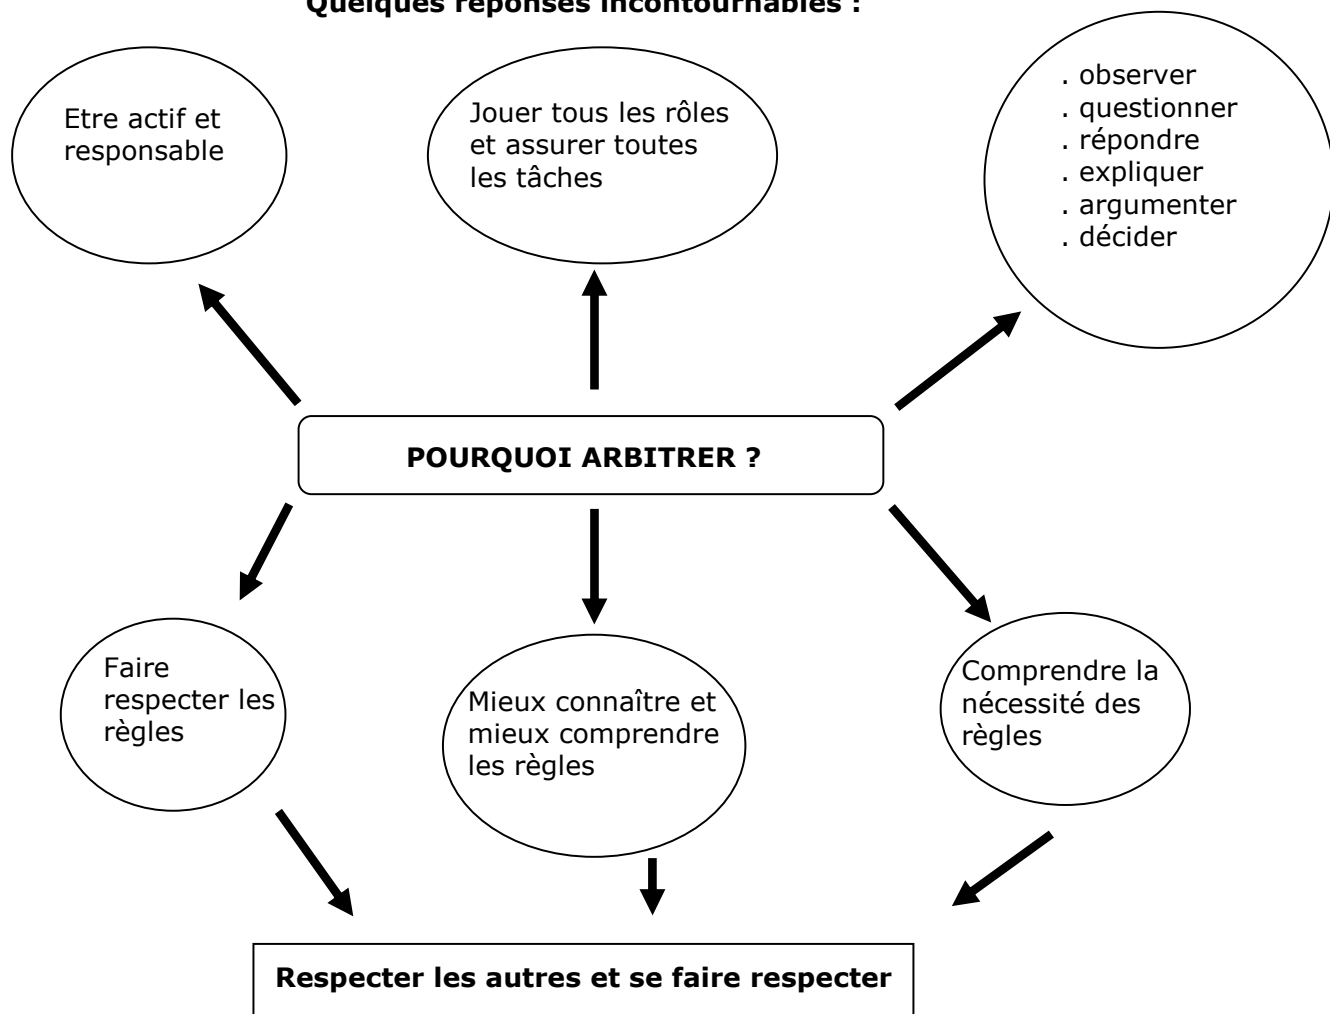 Quelques réponses incontournables :
Etre actif et
responsable
Jouer tous les rôles
et assurer toutes
les tâches
. observer
. questionner
. répondre
. expliquer
. argumenter
. décider
POURQUOI ARBITRER ?
Faire
respecter les
règles
Mieux connaître et
mieux comprendre
les règles
Comprendre la
nécessité des
règles
Respecter les autres et se faire respecter